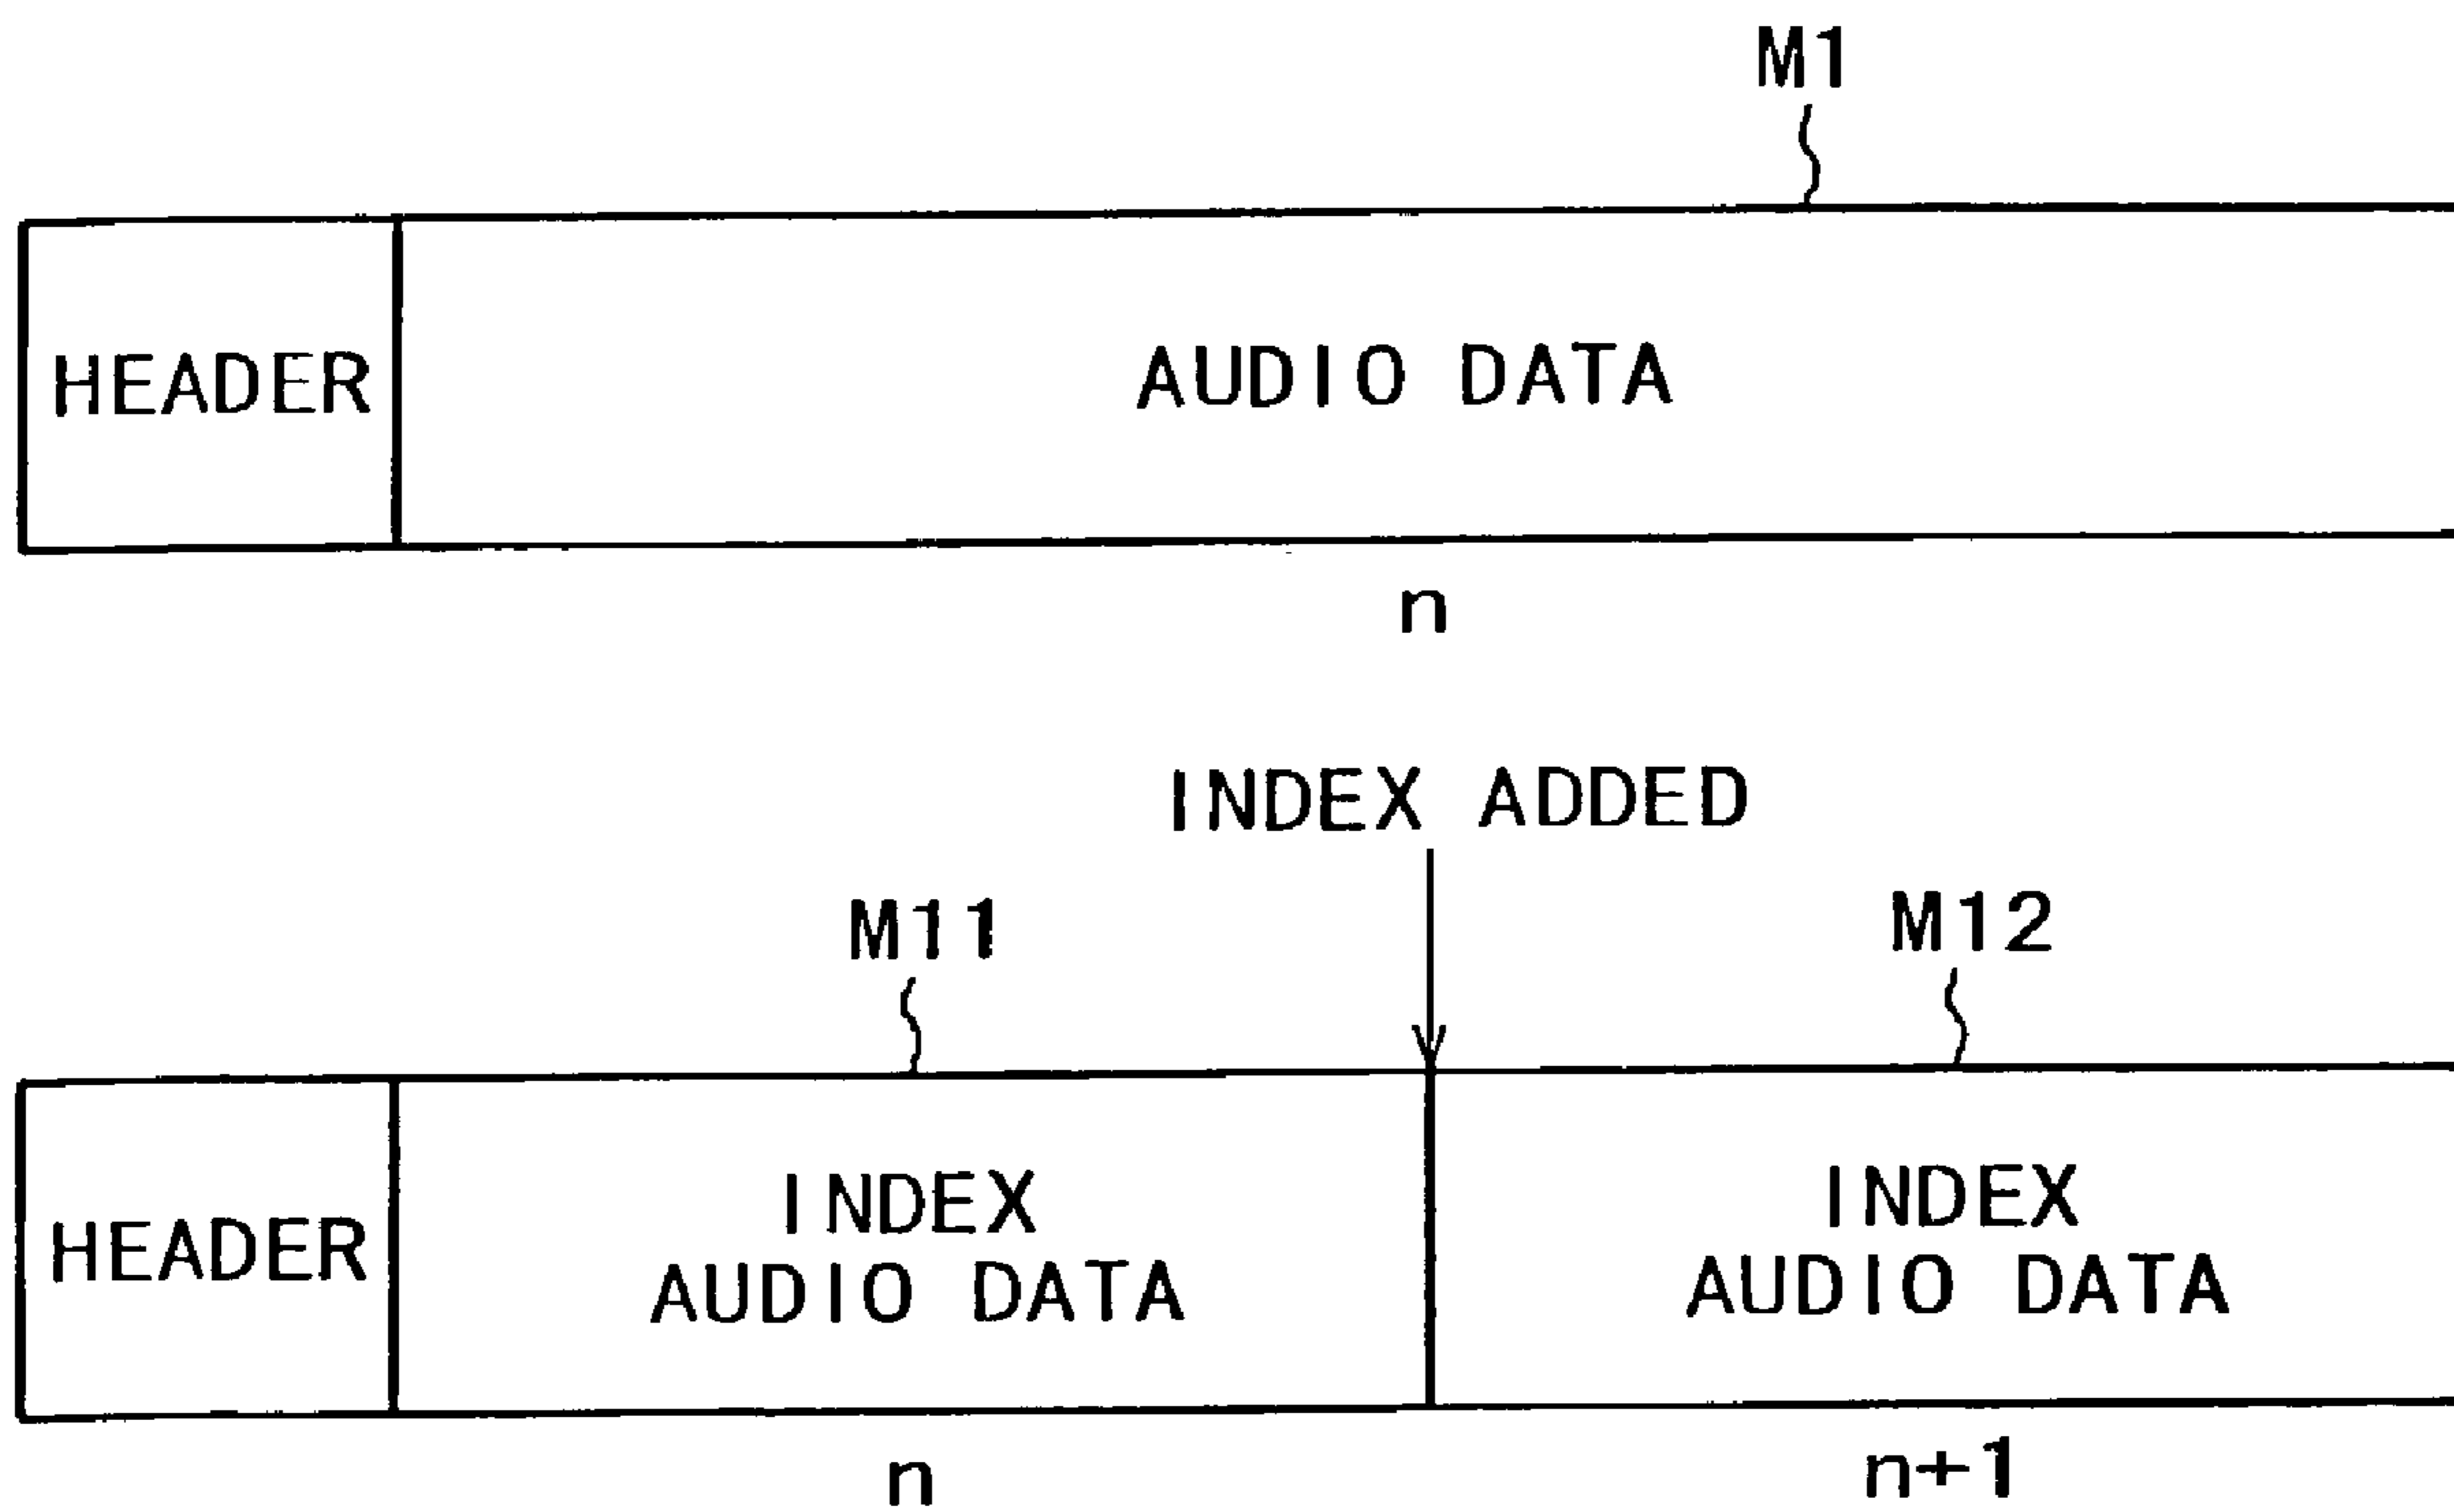 M1
HEADER
AUDIO DATA
n
INDEX ADDED
M11
M12
HEADER
INDEX
AUDIO DATA
INDEX
AUDIO DATA
n
n+1